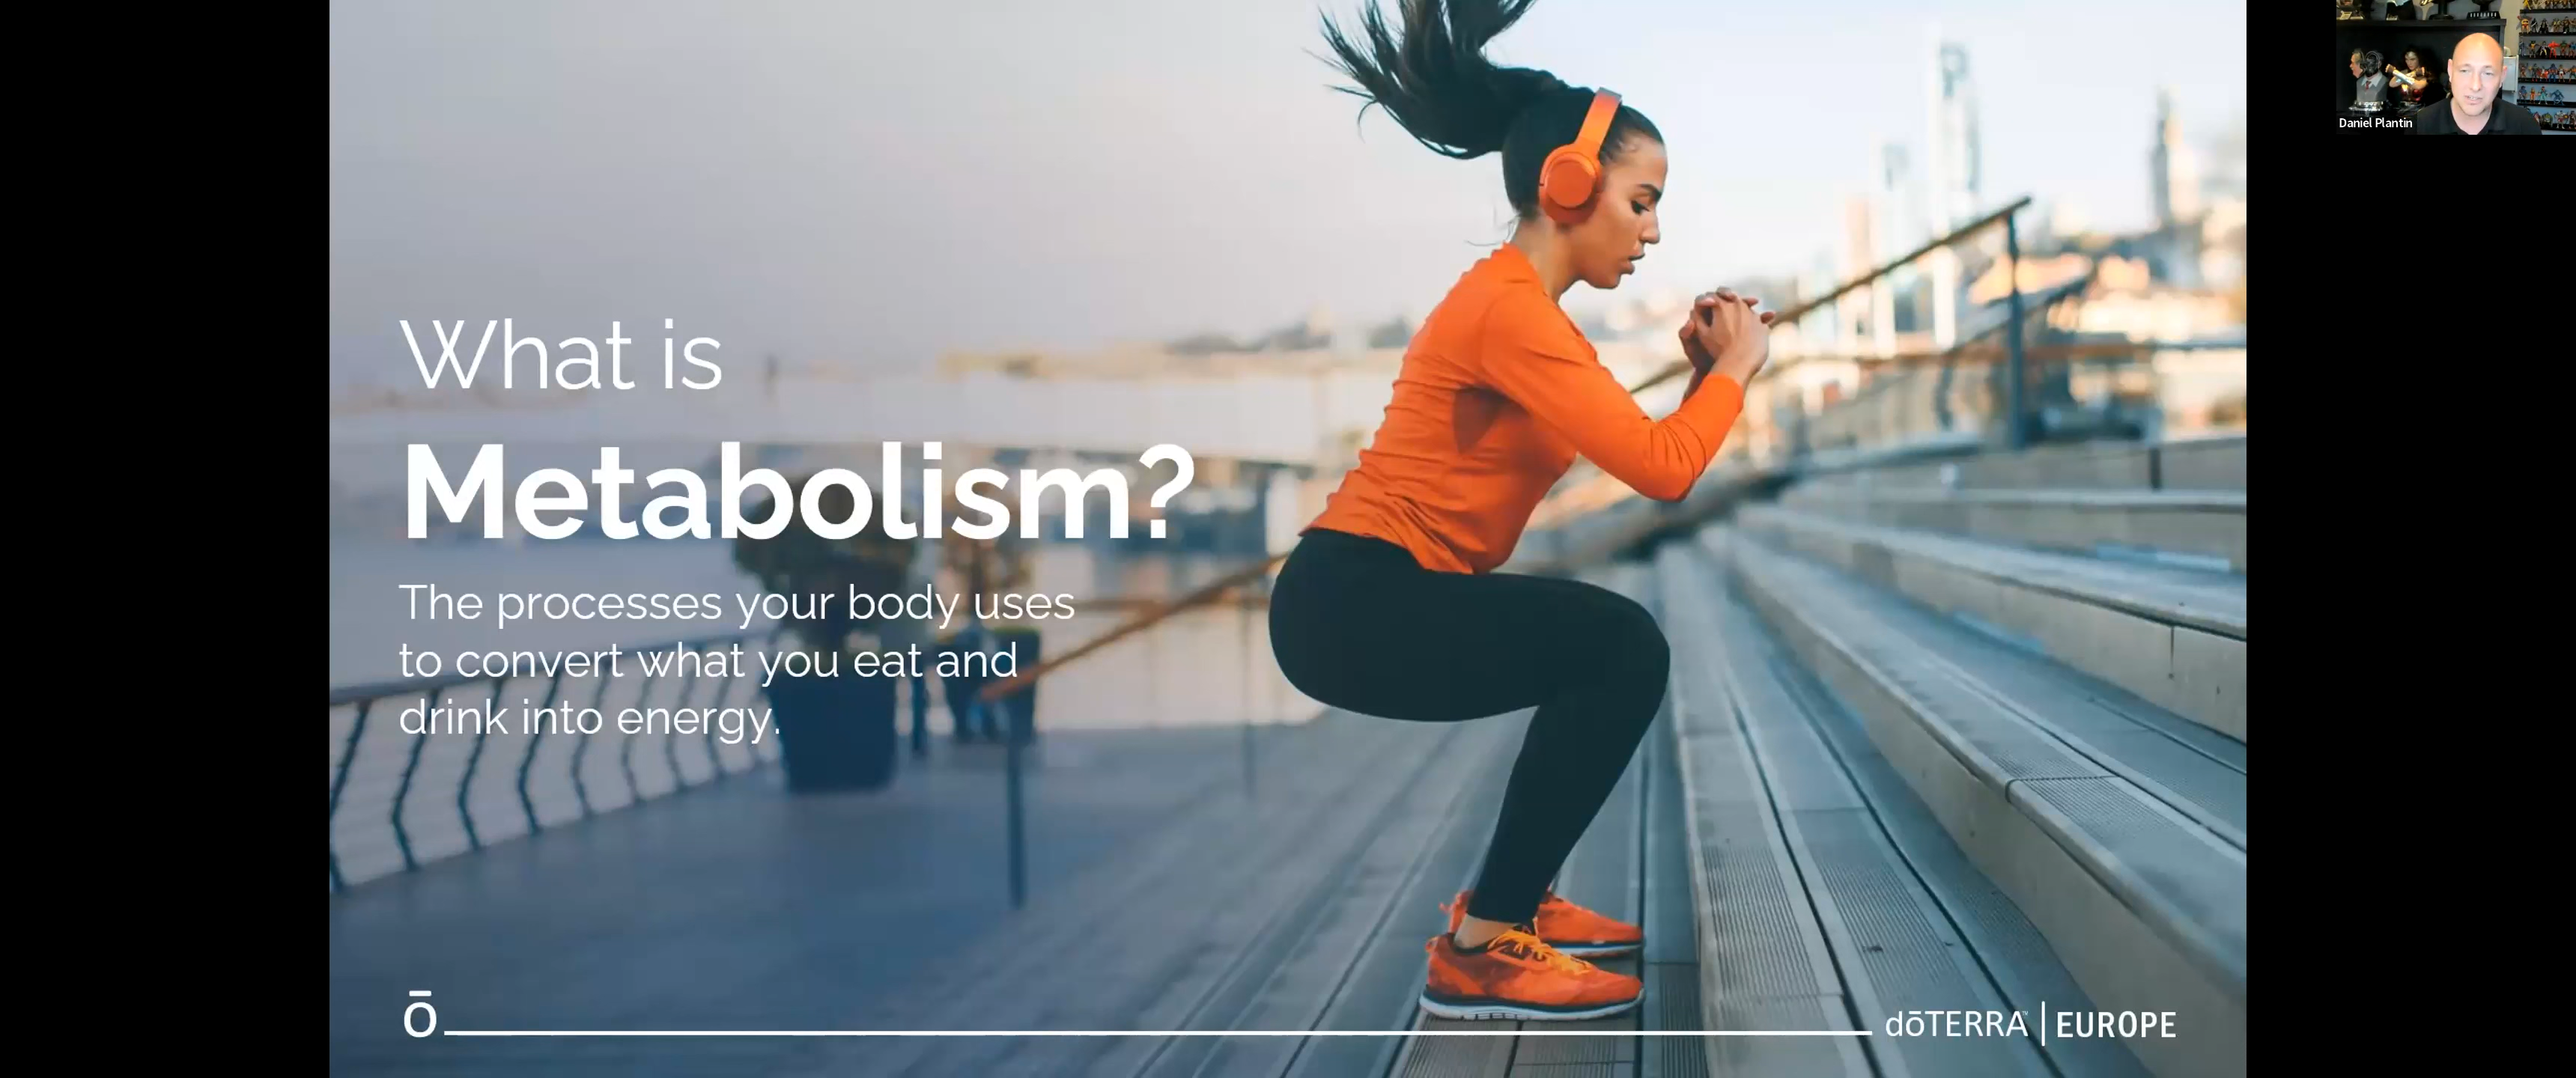 Daniel Plantin
What is
Metabolism?
The processes your body uses
to convert what you eat and
drink into energy.
ō
dōTERRA™ | EUROPE